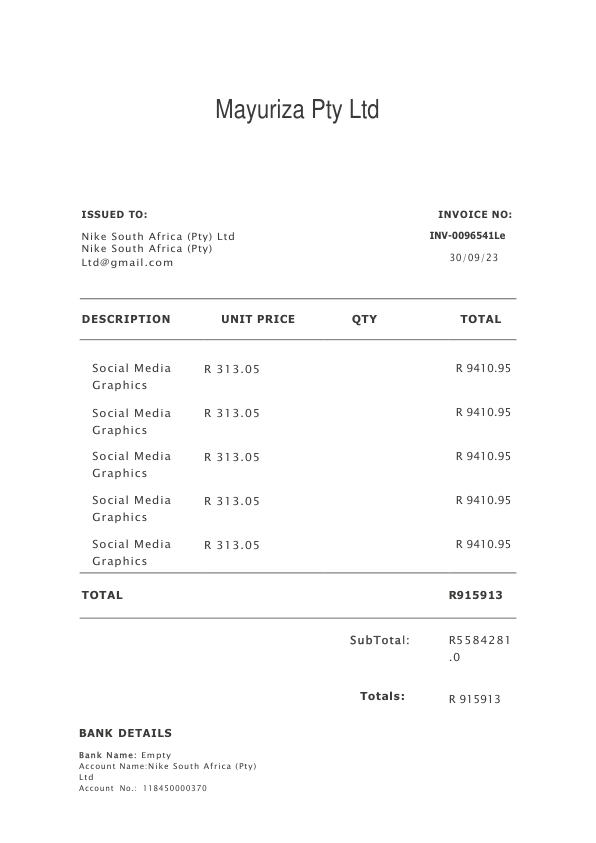 Mayuriza Pty Ltd
ISSUED TO: INVOICE NO:
Nike South Africa (Pty) Ltd INV-0096541Le
Nike South Africa (Pty)
Ltd@gmail.com 30/09/23
DESCRIPTION UNIT PRICE QTY TOTAL
Social Media R 313.05 R 9410.95
Graphics
Social Media R 313.05 R 9410.95
Graphics
Social Media R 313.05 R 9410.95
Graphics
Social Media R 313.05 R 9410.95
Graphics
Social Media R 313.05 R 9410.95
Graphics
TOTAL R915913
SubTotal: R5584281
.0
Totals: R 915913
BANK DETAILS
Bank Name: Empty
Account Name:Nike South Africa (Pty)
Ltd
Account No.: 118450000370